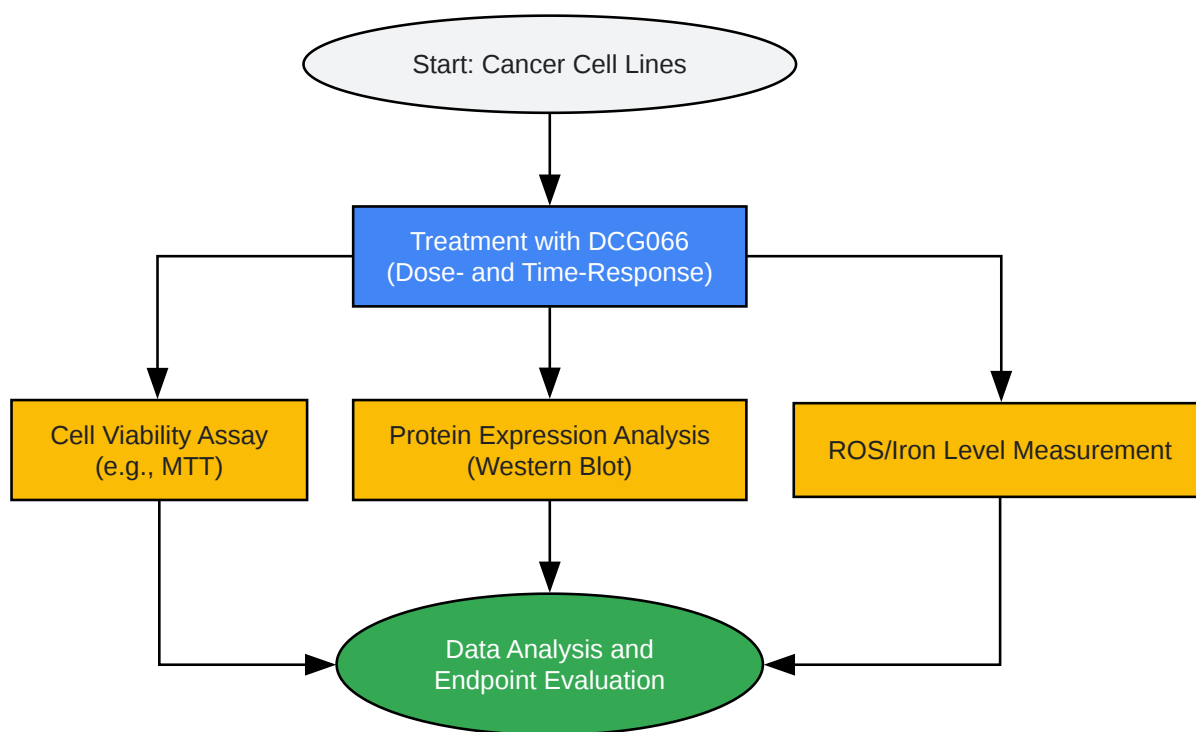 Start: Cancer Cell Lines
Treatment with DCG066
(Dose- and Time-Response)
Cell Viability Assay
(e.g., MTT)
Protein Expression Analysis
(Western Blot)
ROS/Iron Level Measurement
Data Analysis and
Endpoint Evaluation